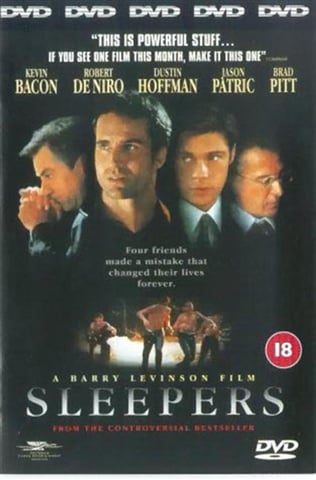 DVD DVD DVD DVD DVD
"THIS IS POWERFUL STUFF...
IF YOU SEE ONE FILM THIS MONTH, MAKE IT THIS ONE"
KEVIN BACON ROBERT DE NIRO DUSTIN HOFFMAN JASON PATRIC BRAD PITT
Four friends
made a mistake that
changed their lives
forever.
18
A BARRY LEVINSON FILM
SLEEPERS
FROM THE CONTROVERSIAL BESTSELLER
DVD
VIDEO